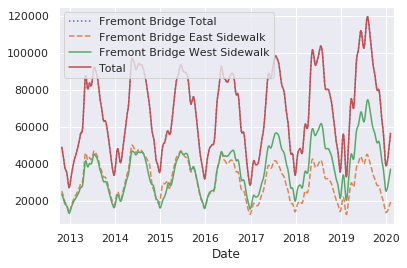 120000
100000
80000
60000
40000
20000
Fremont Bridge Total
Fremont Bridge East Sidewalk
Fremont Bridge West Sidewalk
Total
2013 2014 2015 2016 2017 2018 2019 2020
Date